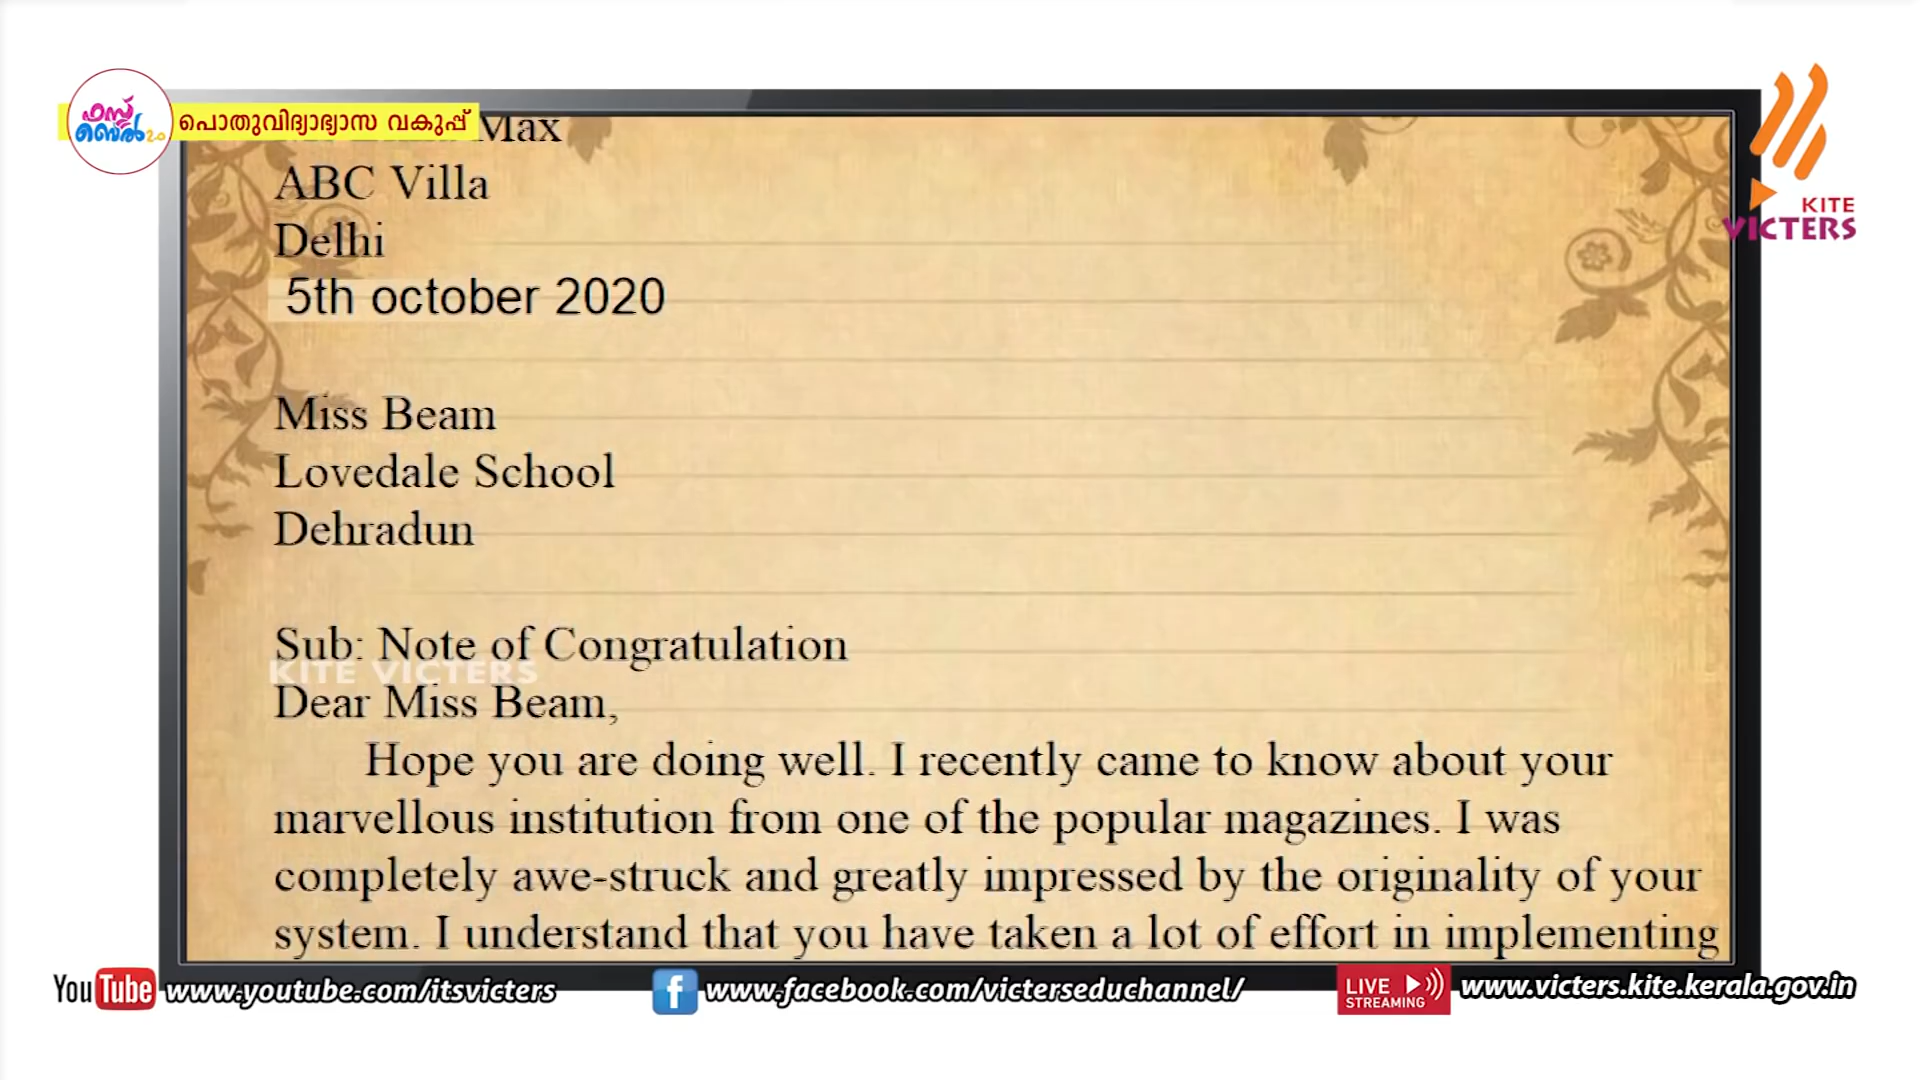 ഫസ്റ്റ്
ബെൽ 2.0
പൊതുവിദ്യാഭ്യാസ വകുപ്പ്
Max
ABC Villa
Delhi
5th october 2020
Miss Beam
Lovedale School
Dehradun
Sub: Note of Congratulation
KITE VICTERS
Dear Miss Beam,
Hope you are doing well. I recently came to know about your
marvellous institution from one of the popular magazines. I was
completely awe-struck and greatly impressed by the originality of your
system. I understand that you have taken a lot of effort in implementing
KITE
VICTERS
YouTube www.youtube.com/itsvicters
f www.facebook.com/victerseduchannel/
LIVE
STREAMING
www.victers.kite.kerala.gov.in